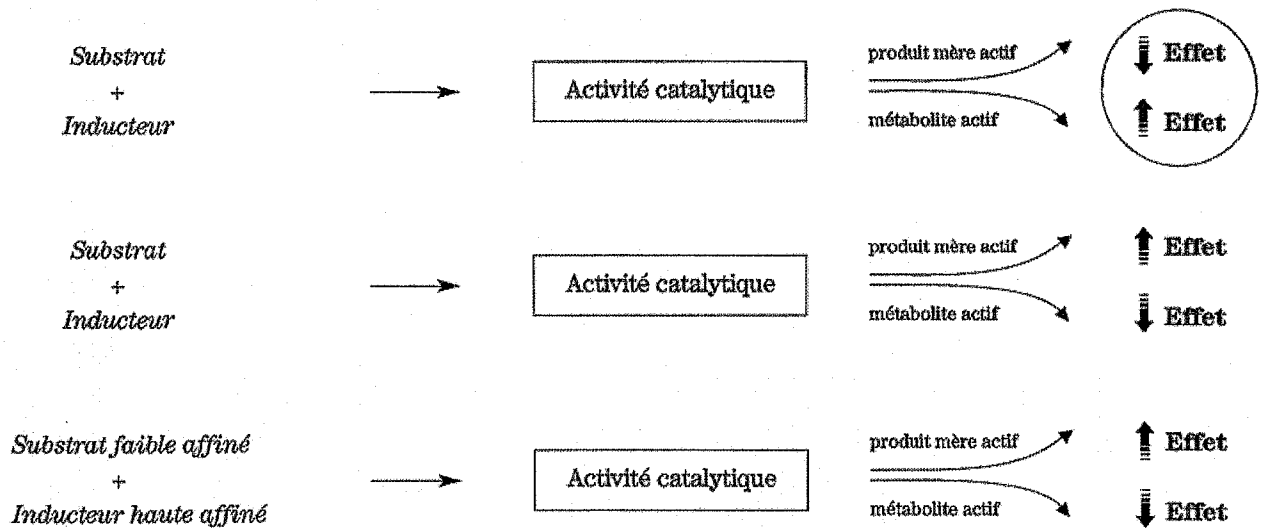 Substrat
+
Inducteur
Activité catalytique
produit mère actif
métabolite actif
Effet
Effet
Substrat
+
Inducteur
Activité catalytique
produit mère actif
métabolite actif
Effet
Effet
Substrat faible affiné
+
Inducteur haute affiné
Activité catalytique
produit mère actif
métabolite actif
Effet
Effet